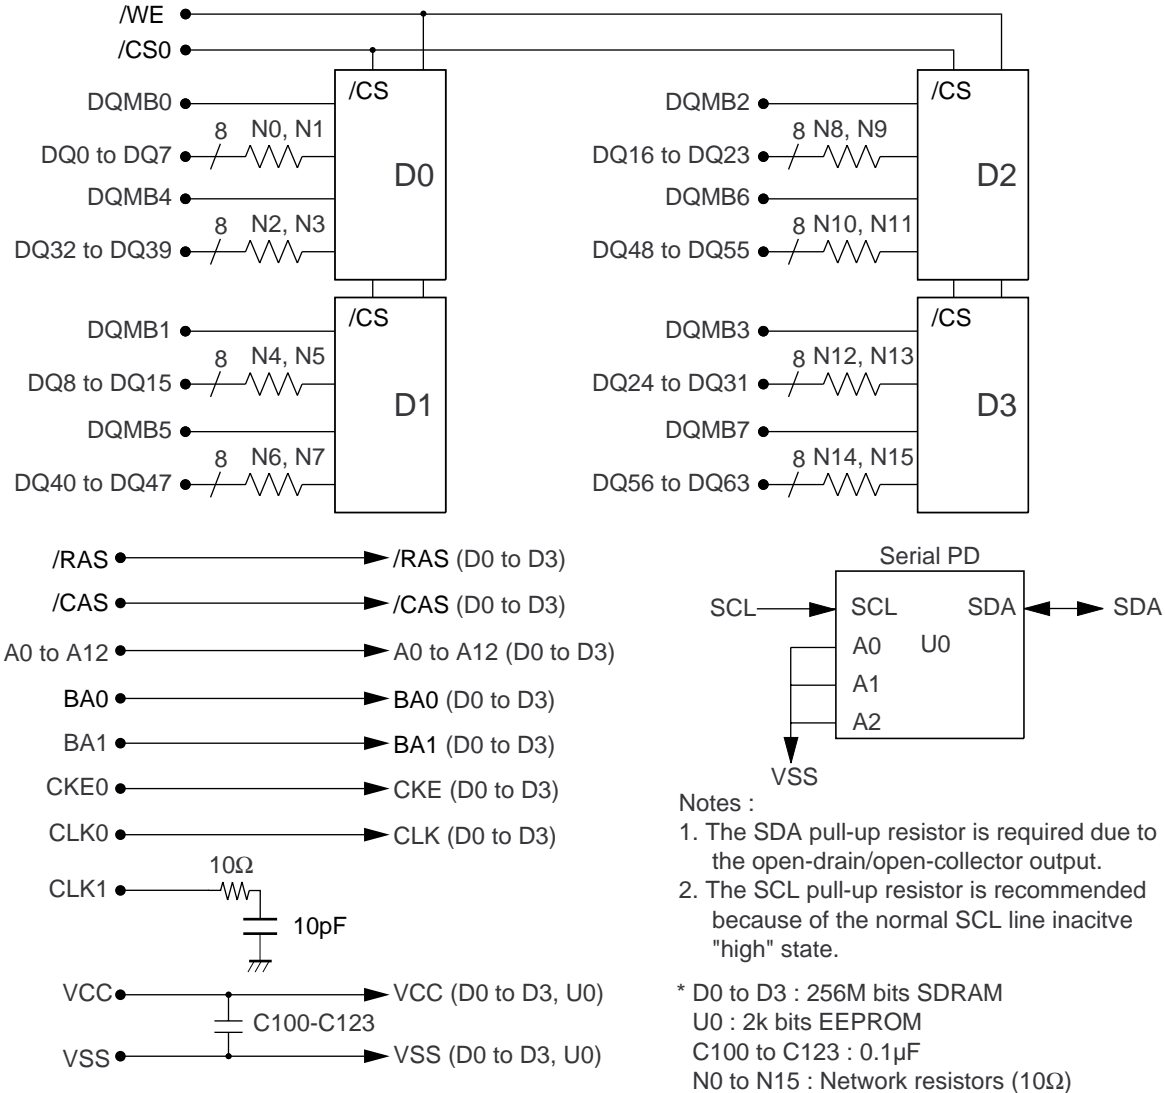 /WE
/CS0
/CS
/CS
DQMB0
DQMB2
8 N0, N1
8 N8, N9
DQ0 to DQ7
DQ16 to DQ23
D0
D2
DQMB4
DQMB6
8 N2, N3
8 N10, N11
DQ32 to DQ39
DQ48 to DQ55
/CS
/CS
DQMB1
DQMB3
8 N4, N5
8 N12, N13
DQ8 to DQ15
DQ24 to DQ31
D1
D3
DQMB5
DQMB7
8 N6, N7
8 N14, N15
DQ40 to DQ47
DQ56 to DQ63
/RAS /RAS (D0 to D3)
/CAS /CAS (D0 to D3)
A0 to A12 A0 to A12 (D0 to D3)
BA0 BA0 (D0 to D3)
BA1 BA1 (D0 to D3)
CKE0 CKE (D0 to D3)
CLK0 CLK (D0 to D3)
10Ω
CLK1
10pF
VCC VCC (D0 to D3, U0)
C100-C123
VSS VSS (D0 to D3, U0)
Serial PD
SCL SCL SDA SDA
A0 U0
A1
A2
VSS
Notes :
1. The SDA pull-up resistor is required due to
the open-drain/open-collector output.
2. The SCL pull-up resistor is recommended
because of the normal SCL line inacitve
"high" state.
* D0 to D3 : 256M bits SDRAM
U0 : 2k bits EEPROM
C100 to C123 : 0.1µF
N0 to N15 : Network resistors (10Ω)